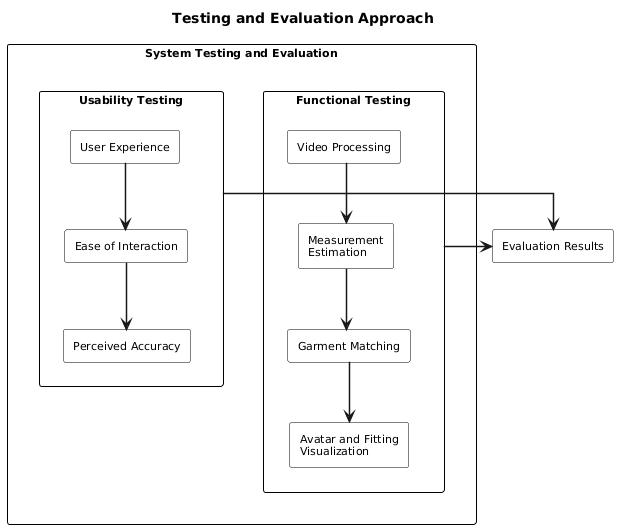 Testing and Evaluation Approach
System Testing and Evaluation
Usability Testing
User Experience
Ease of Interaction
Perceived Accuracy
Functional Testing
Video Processing
Measurement
Estimation
Garment Matching
Avatar and Fitting
Visualization
Evaluation Results